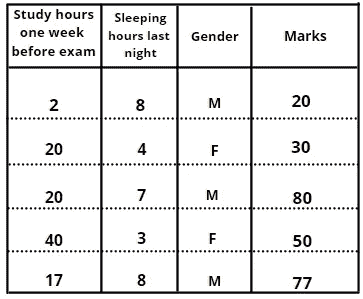 Study hours one week before exam Sleeping hours last night Gender Marks
2 8 M 20
20 4 F 30
20 7 M 80
40 3 F 50
17 8 M 77